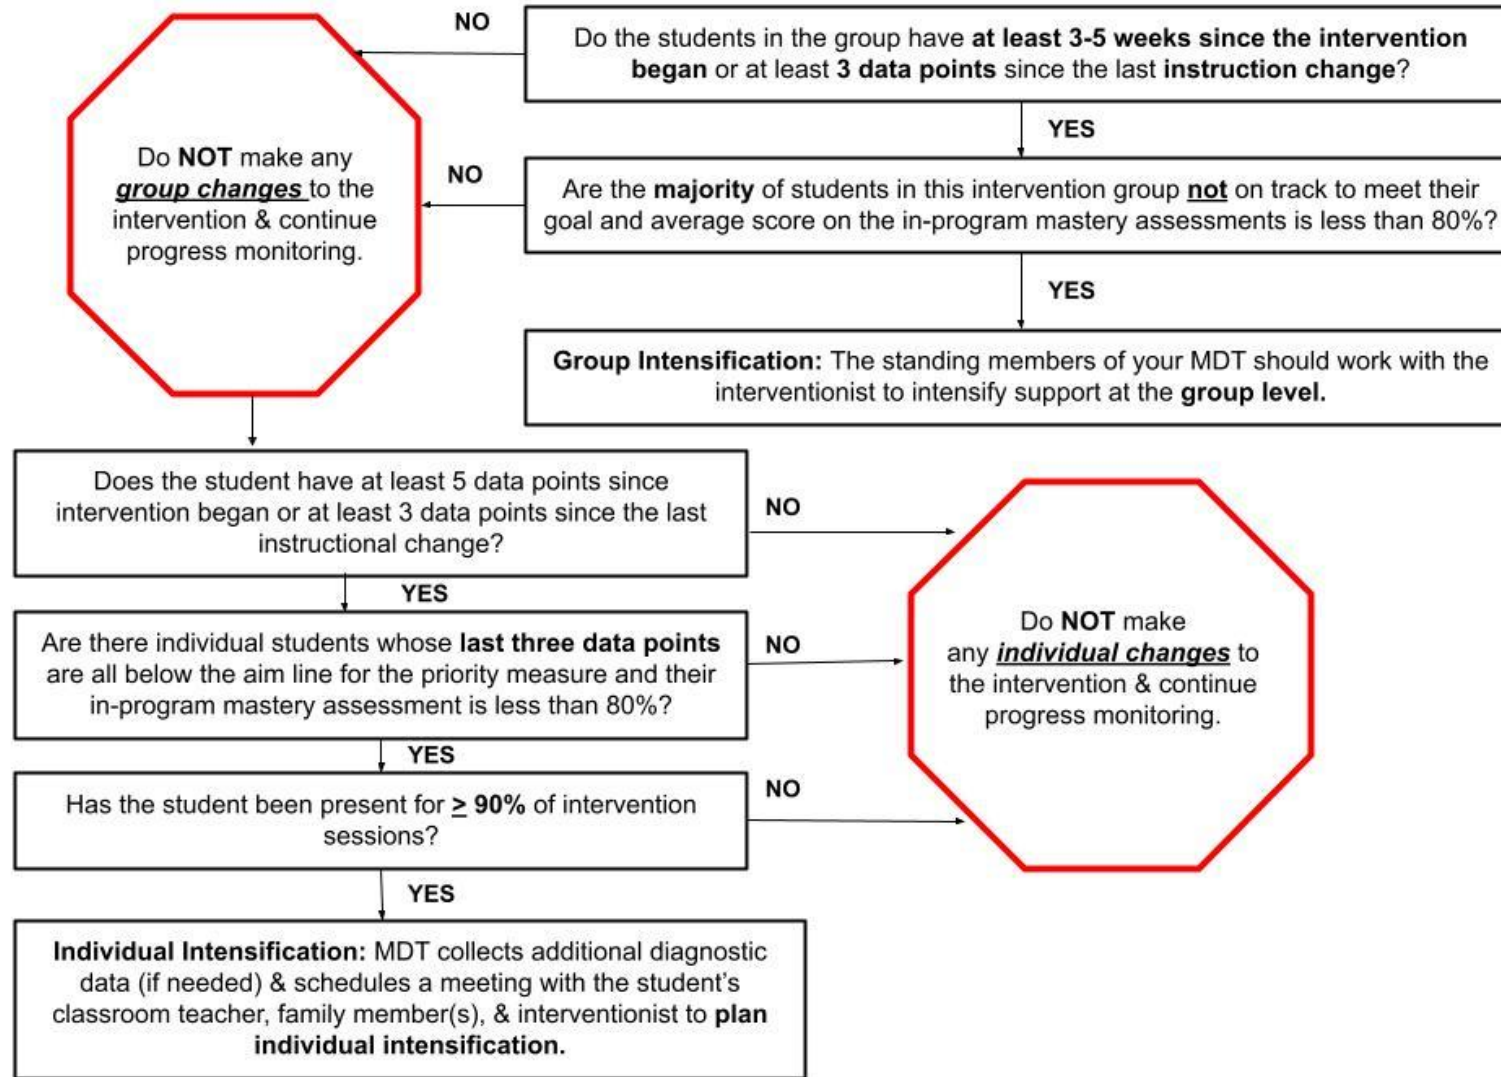 NO
Do the students in the group have at least 3-5 weeks since the intervention
began or at least 3 data points since the last instruction change?
YES
Do NOT make any
group changes to the
intervention & continue
progress monitoring.
NO
Are the majority of students in this intervention group not on track to meet their
goal and average score on the in-program mastery assessments is less than 80%?
YES
Group Intensification: The standing members of your MDT should work with the
interventionist to intensify support at the group level.
Does the student have at least 5 data points since
intervention began or at least 3 data points since the last
instructional change?
NO
YES
Are there individual students whose last three data points
are all below the aim line for the priority measure and their
in-program mastery assessment is less than 80%?
NO
Do NOT make
any individual changes to
the intervention & continue
progress monitoring.
YES
Has the student been present for ≥ 90% of intervention
sessions?
NO
YES
Individual Intensification: MDT collects additional diagnostic
data (if needed) & schedules a meeting with the student's
classroom teacher, family member(s), & interventionist to plan
individual intensification.